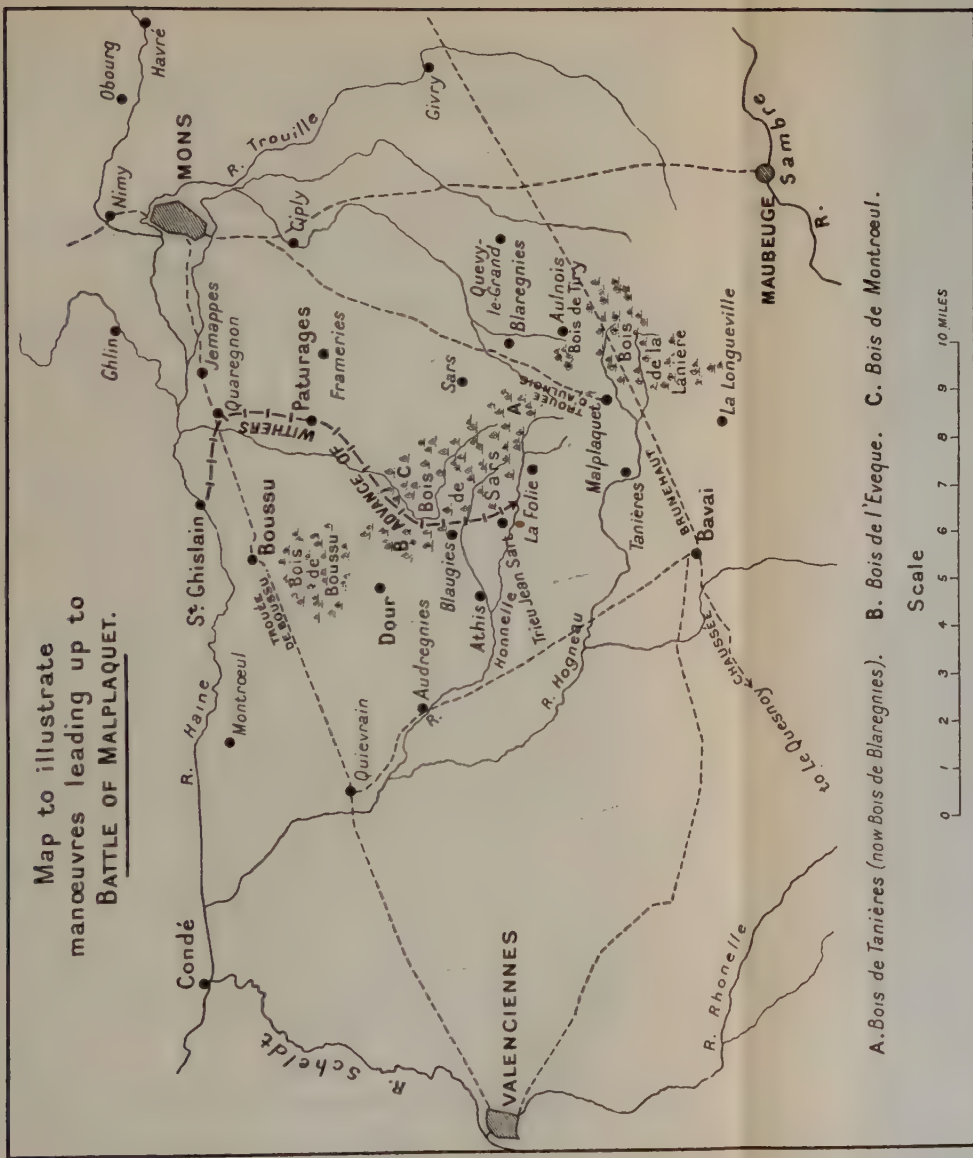 Map to illustrate
manœuvres leading up to
BATTLE OF MALPLAQUET.
Condé
R. Haine
R. Scheldt
Montroeul
St Ghislain
Ghlin
Nimy
Obourg
Havré
MONS
Jemappes
Quaregnon
Boussu
TROUÉE
DE BOUSSU
Bois
de
Boussu
Quievrain
Dour
Audregnies
R.
Honnelle
Athis
Blaugies
B
C
ADVANCE OF
WITHERS
Paturages
Frameries
Ciply
R. Trouille
Givry
Bois
de
Sars
A
Sars
Trieu Jean Sart
La Folie
Quevy-
le-Grand
Blaregnies
Aulnois
Bois de Tiry
TROUÉE
D'AULNOIS
Malplaquet
Bois
de la
Lanière
Tanières
R. Hogneau
BRUNEHAUT
CHAUSSÉE
Bavai
La Longueville
to Le Quesnoy
VALENCIENNES
R. Rhonelle
MAUBEUGE
R. Sambre
A. Bois de Tanières (now Bois de Blaregnies). B. Bois de l'Eveque. C. Bois de Montroeul.
Scale
0 1 2 3 4 5 6 7 8 9 10 MILES